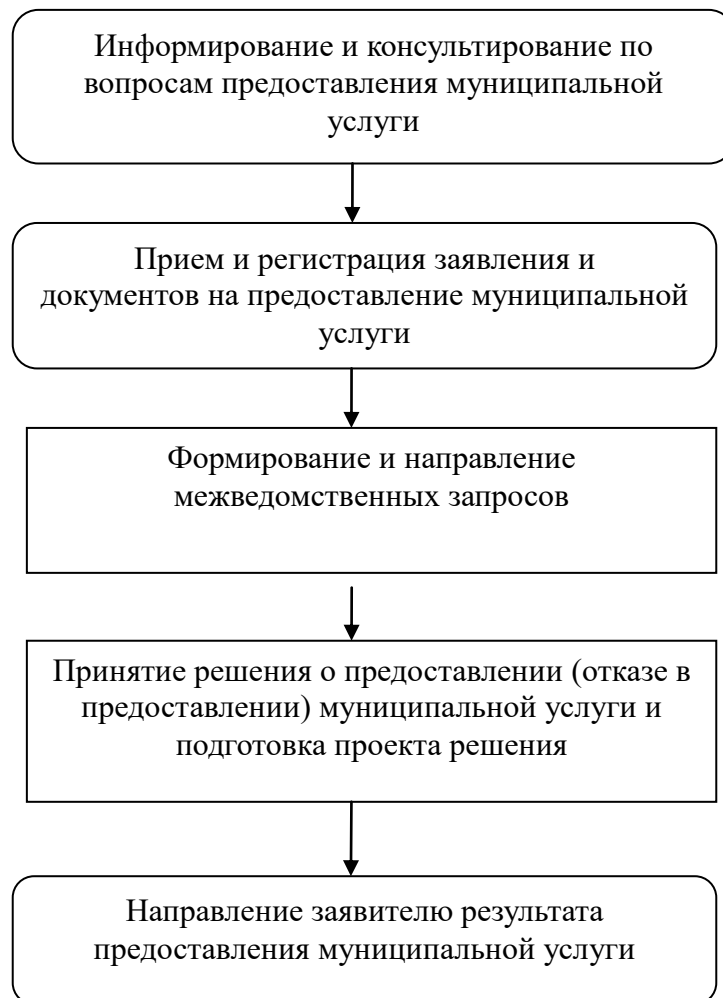 Информирование и консультирование по
вопросам предоставления муниципальной
услуги
Прием и регистрация заявления и
документов на предоставление муниципальной
услуги
Формирование и направление
межведомственных запросов
Принятие решения о предоставлении (отказе в
предоставлении) муниципальной услуги и
подготовка проекта решения
Направление заявителю результата
предоставления муниципальной услуги